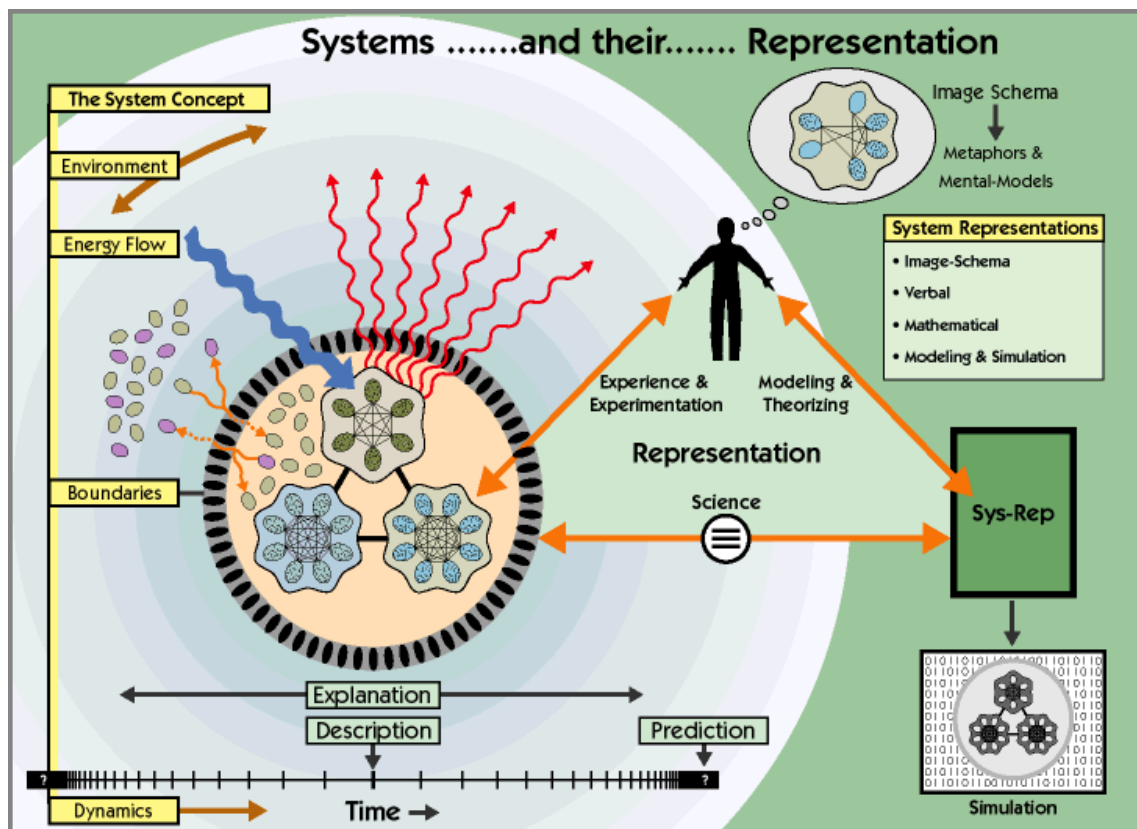 Systems .......and their....... Representation
The System Concept
Environment
Energy Flow
Boundaries
Image Schema
Metaphors &
Mental-Models
System Representations
• Image-Schema
• Verbal
• Mathematical
• Modeling & Simulation
Experience &
Experimentation
Modeling &
Theorizing
Representation
Science
Sys-Rep
Explanation
Description
Prediction
?
?
Dynamics
Time
Simulation